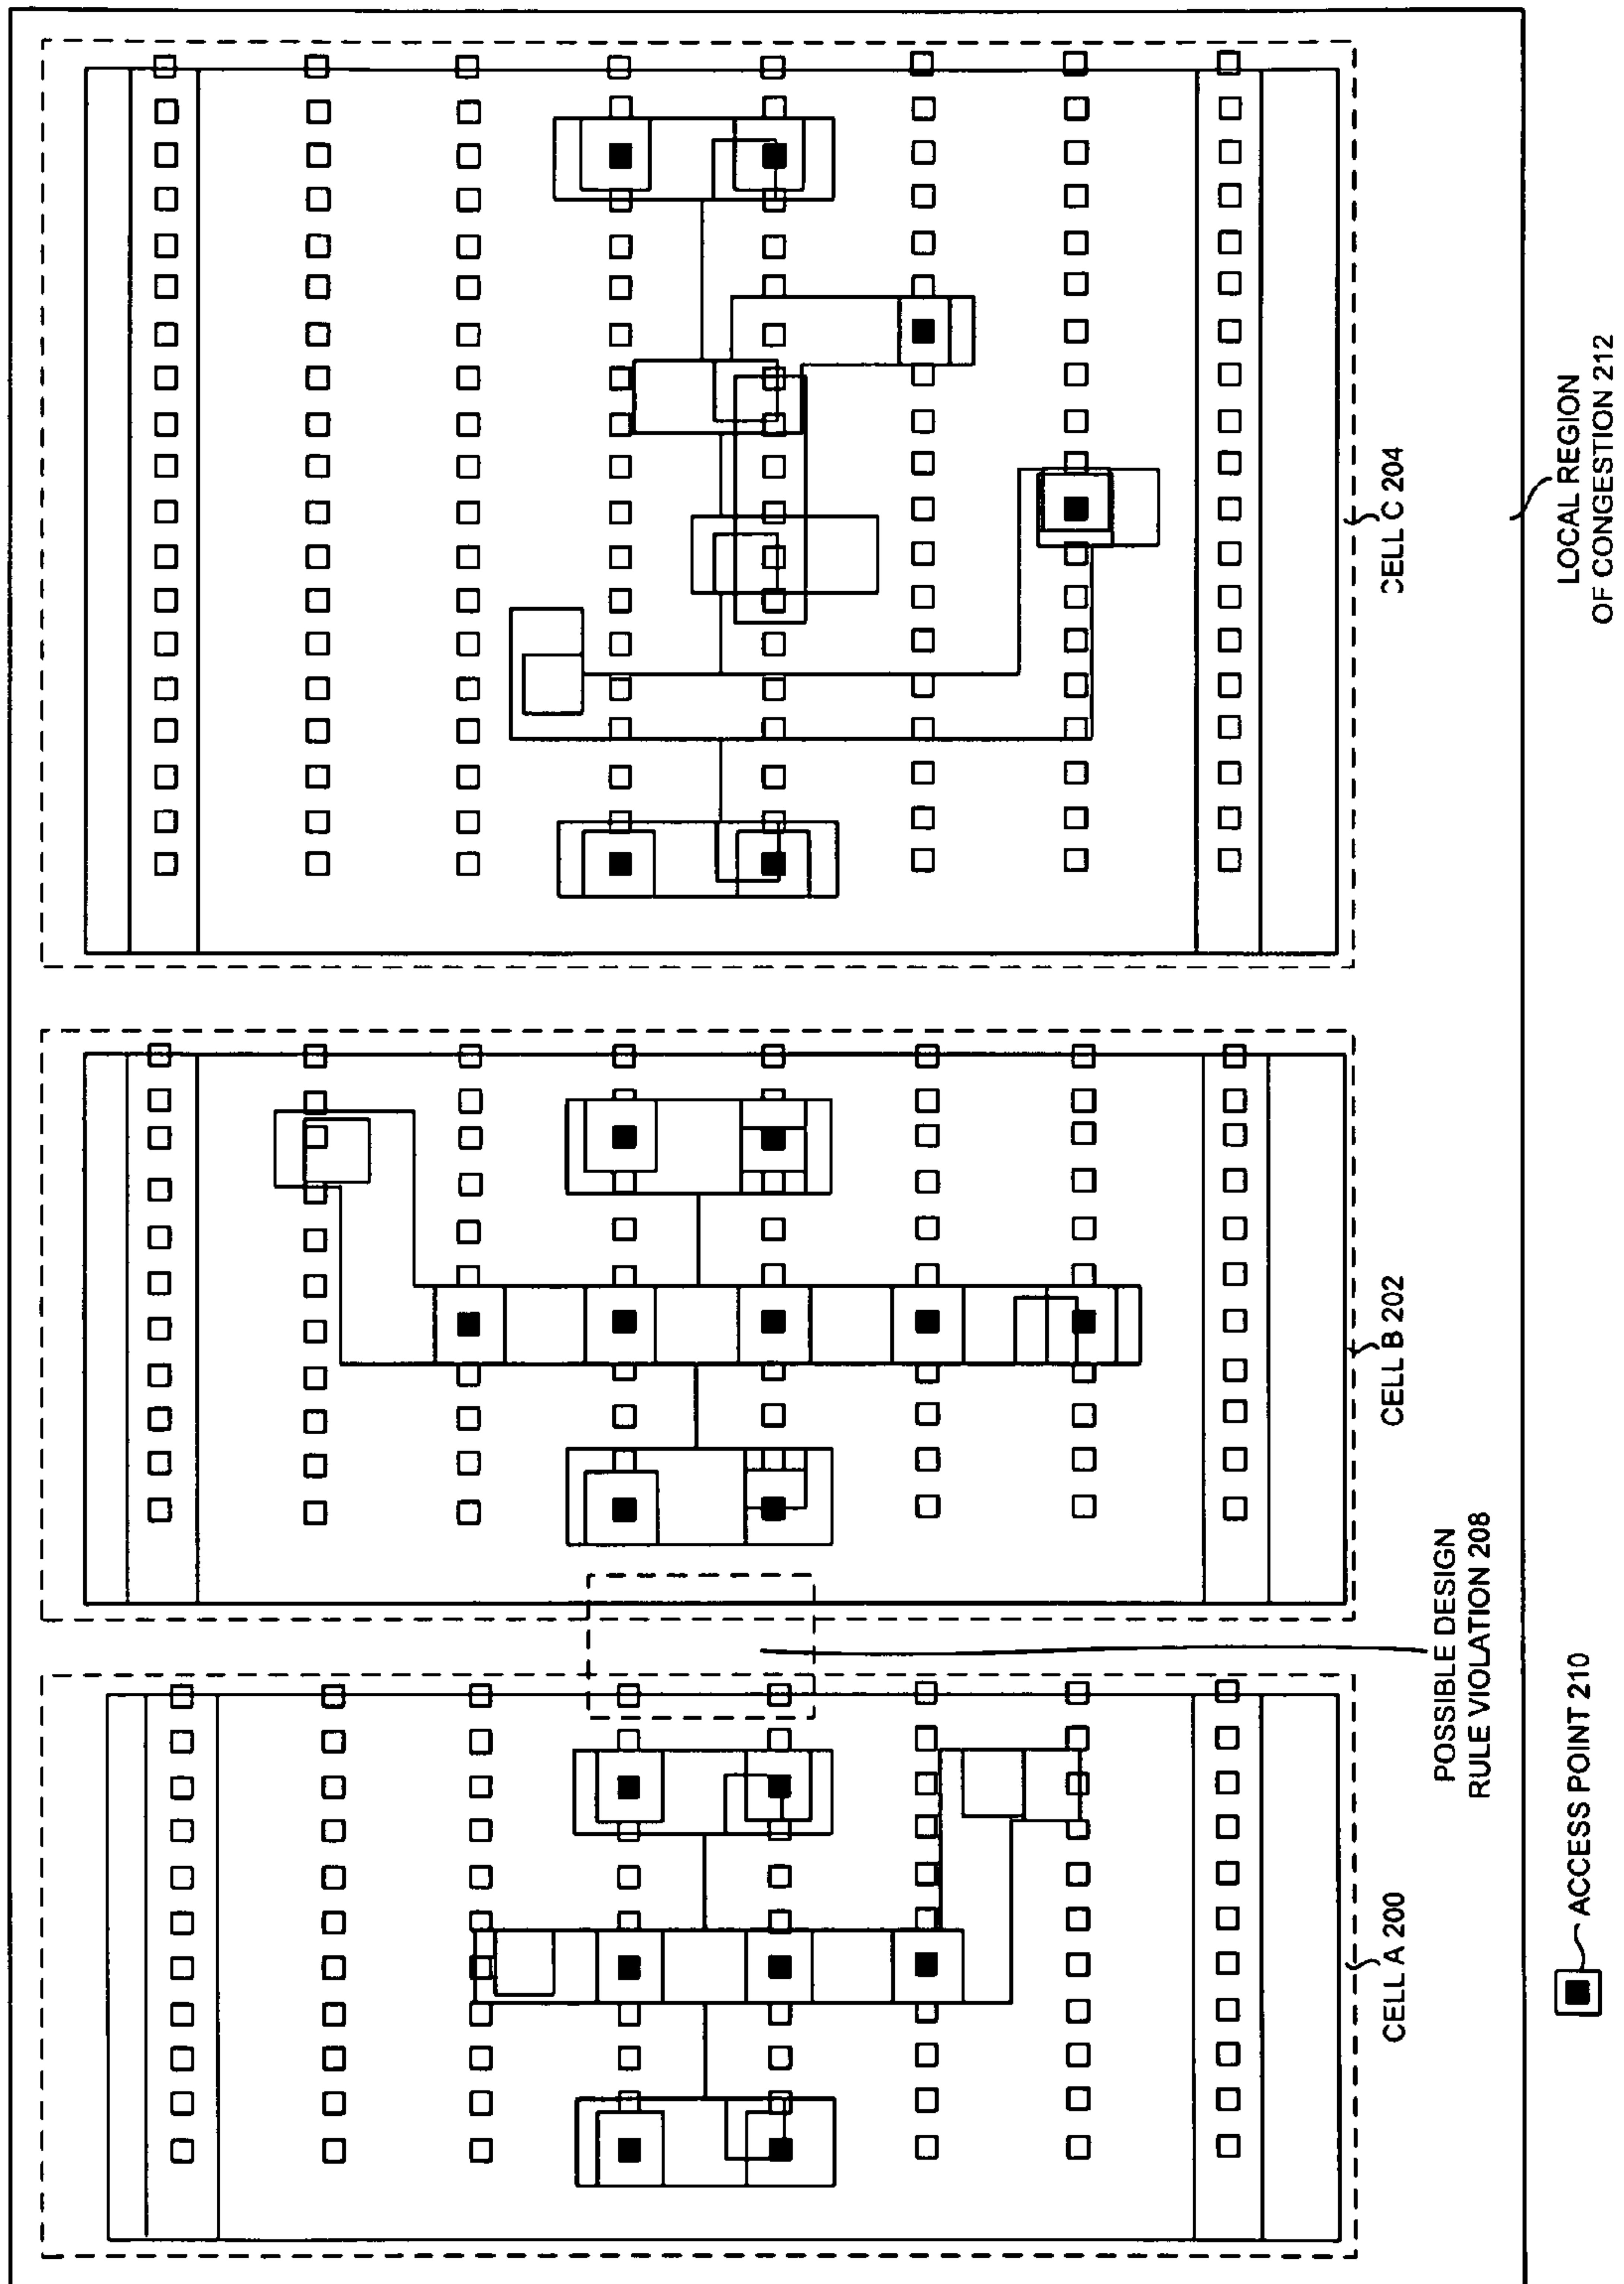 CELL A 200
CELL B 202
CELL C 204
POSSIBLE DESIGN
RULE VIOLATION 208
LOCAL REGION
OF CONGESTION 212
ACCESS POINT 210